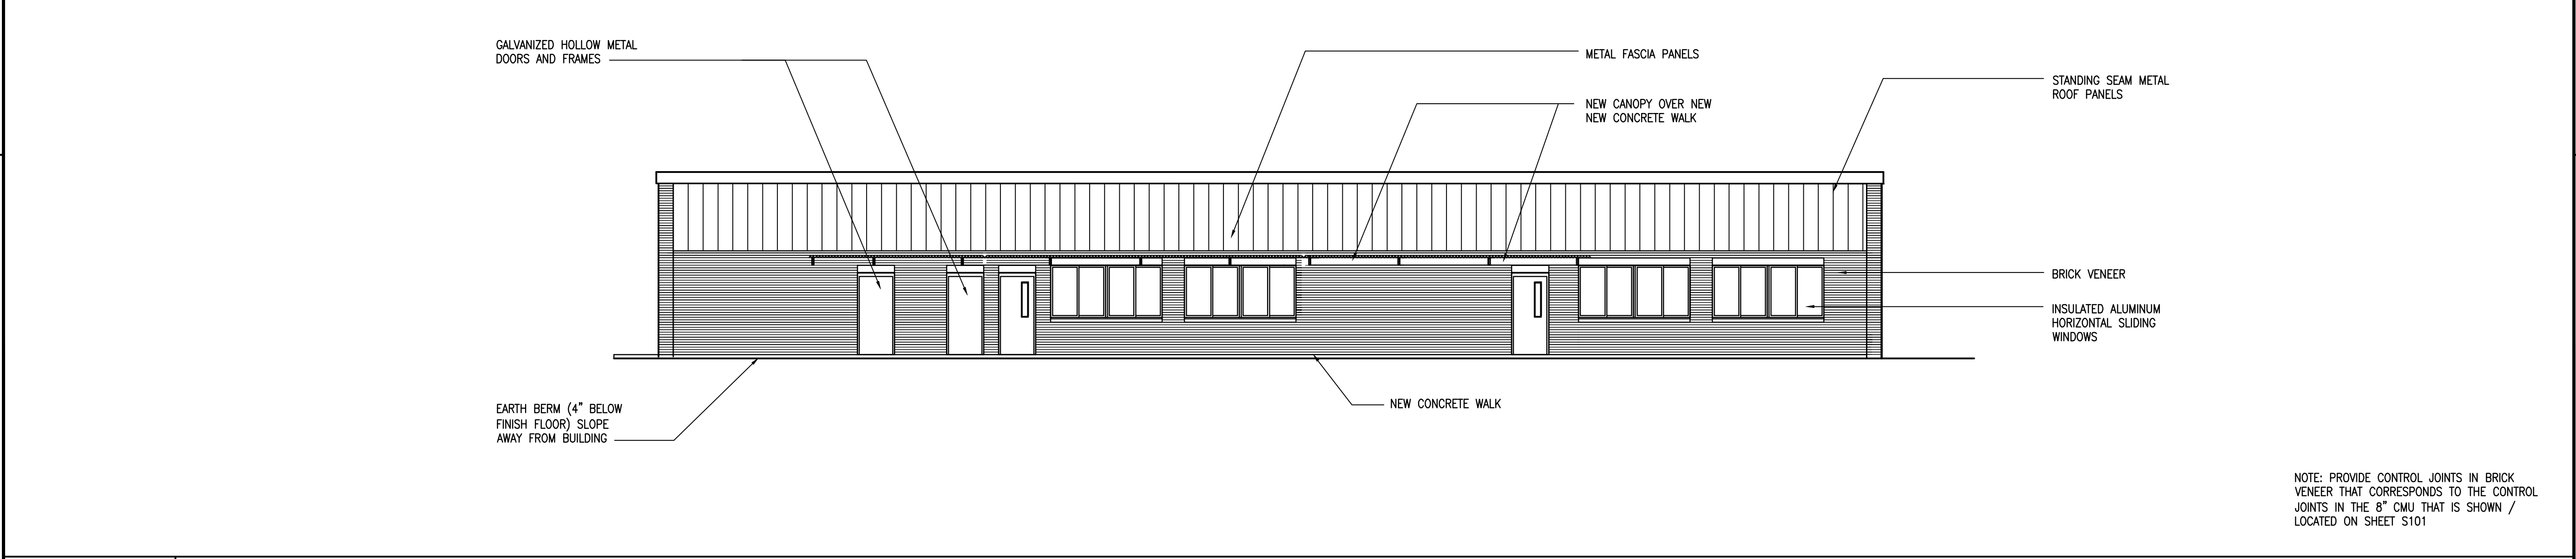 GALVANIZED HOLLOW METAL
DOORS AND FRAMES
METAL FASCIA PANELS
NEW CANOPY OVER NEW
NEW CONCRETE WALK
STANDING SEAM METAL
ROOF PANELS
BRICK VENEER
INSULATED ALUMINUM
HORIZONTAL SLIDING
WINDOWS
EARTH BERM (4" BELOW
FINISH FLOOR) SLOPE
AWAY FROM BUILDING
NEW CONCRETE WALK
NOTE: PROVIDE CONTROL JOINTS IN BRICK
VENEER THAT CORRESPONDS TO THE CONTROL
JOINTS IN THE 8" CMU THAT IS SHOWN /
LOCATED ON SHEET S101